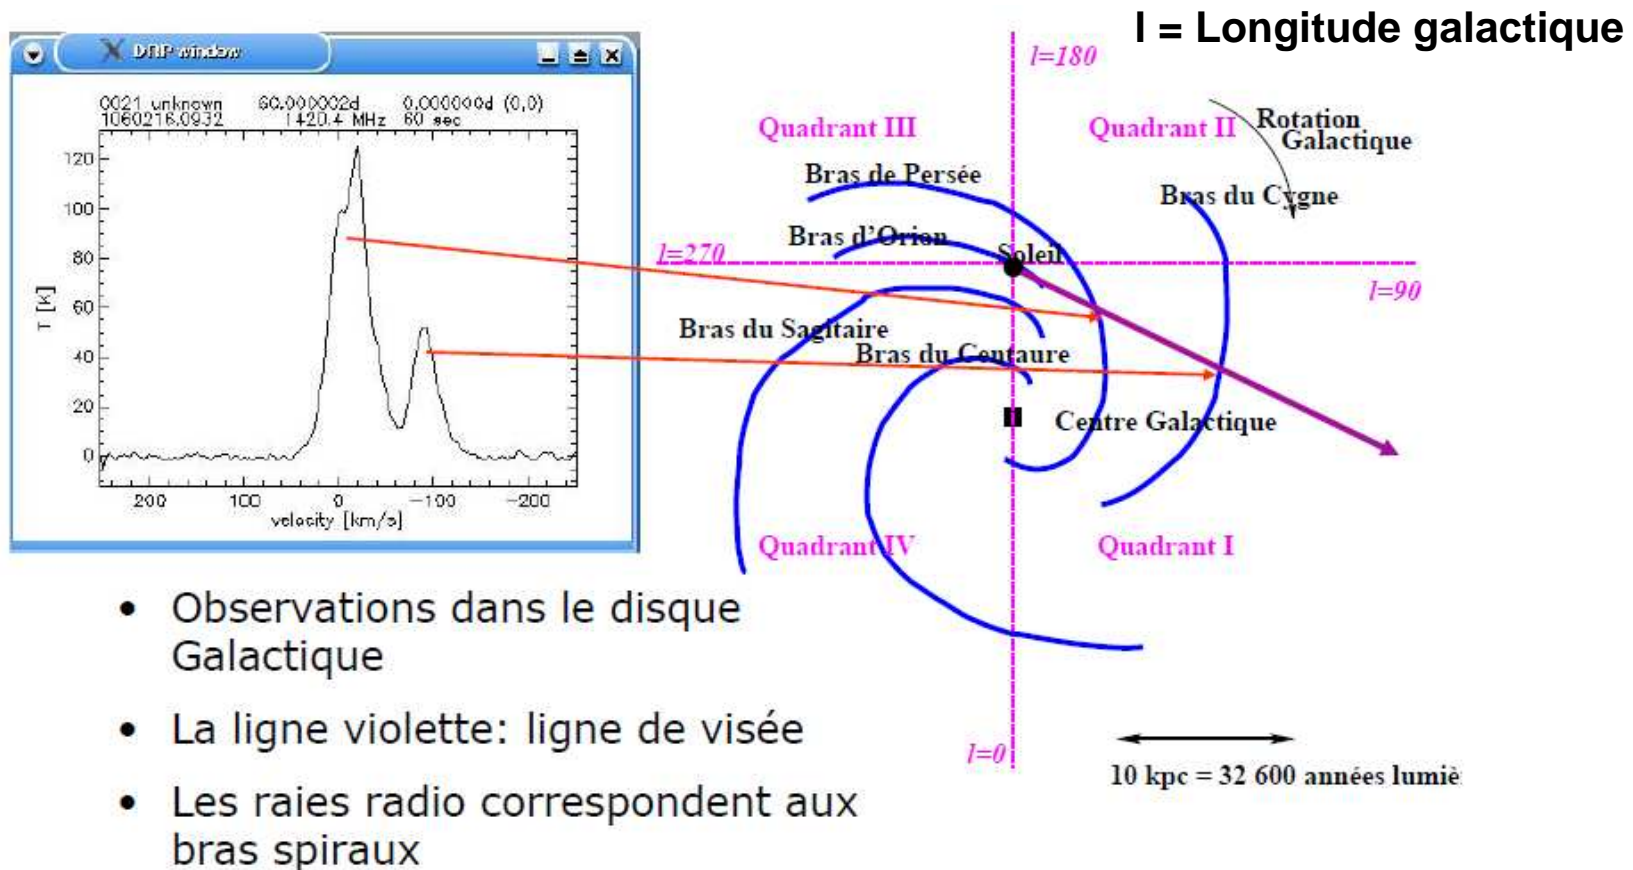 l = Longitude galactique
DRP window
0021 unknown 60.000002d 0.000000d (0,0)
1060216.0932 1420.4 MHz 60 sec
120
100
80
60
40
20
0
T [K]
200 100 0 -100 -200
velocity [km/s]
l=180
Quadrant III
Quadrant II
Rotation
Galactique
Bras de Persée
Bras du Cygne
Bras d'Orion
Soleil
l=270
l=90
Bras du Sagitaire
Bras du Centaure
Centre Galactique
Quadrant IV
Quadrant I
l=0
10 kpc = 32 600 années lumiè
• Observations dans le disque
Galactique
• La ligne violette: ligne de visée
• Les raies radio correspondent aux
bras spiraux